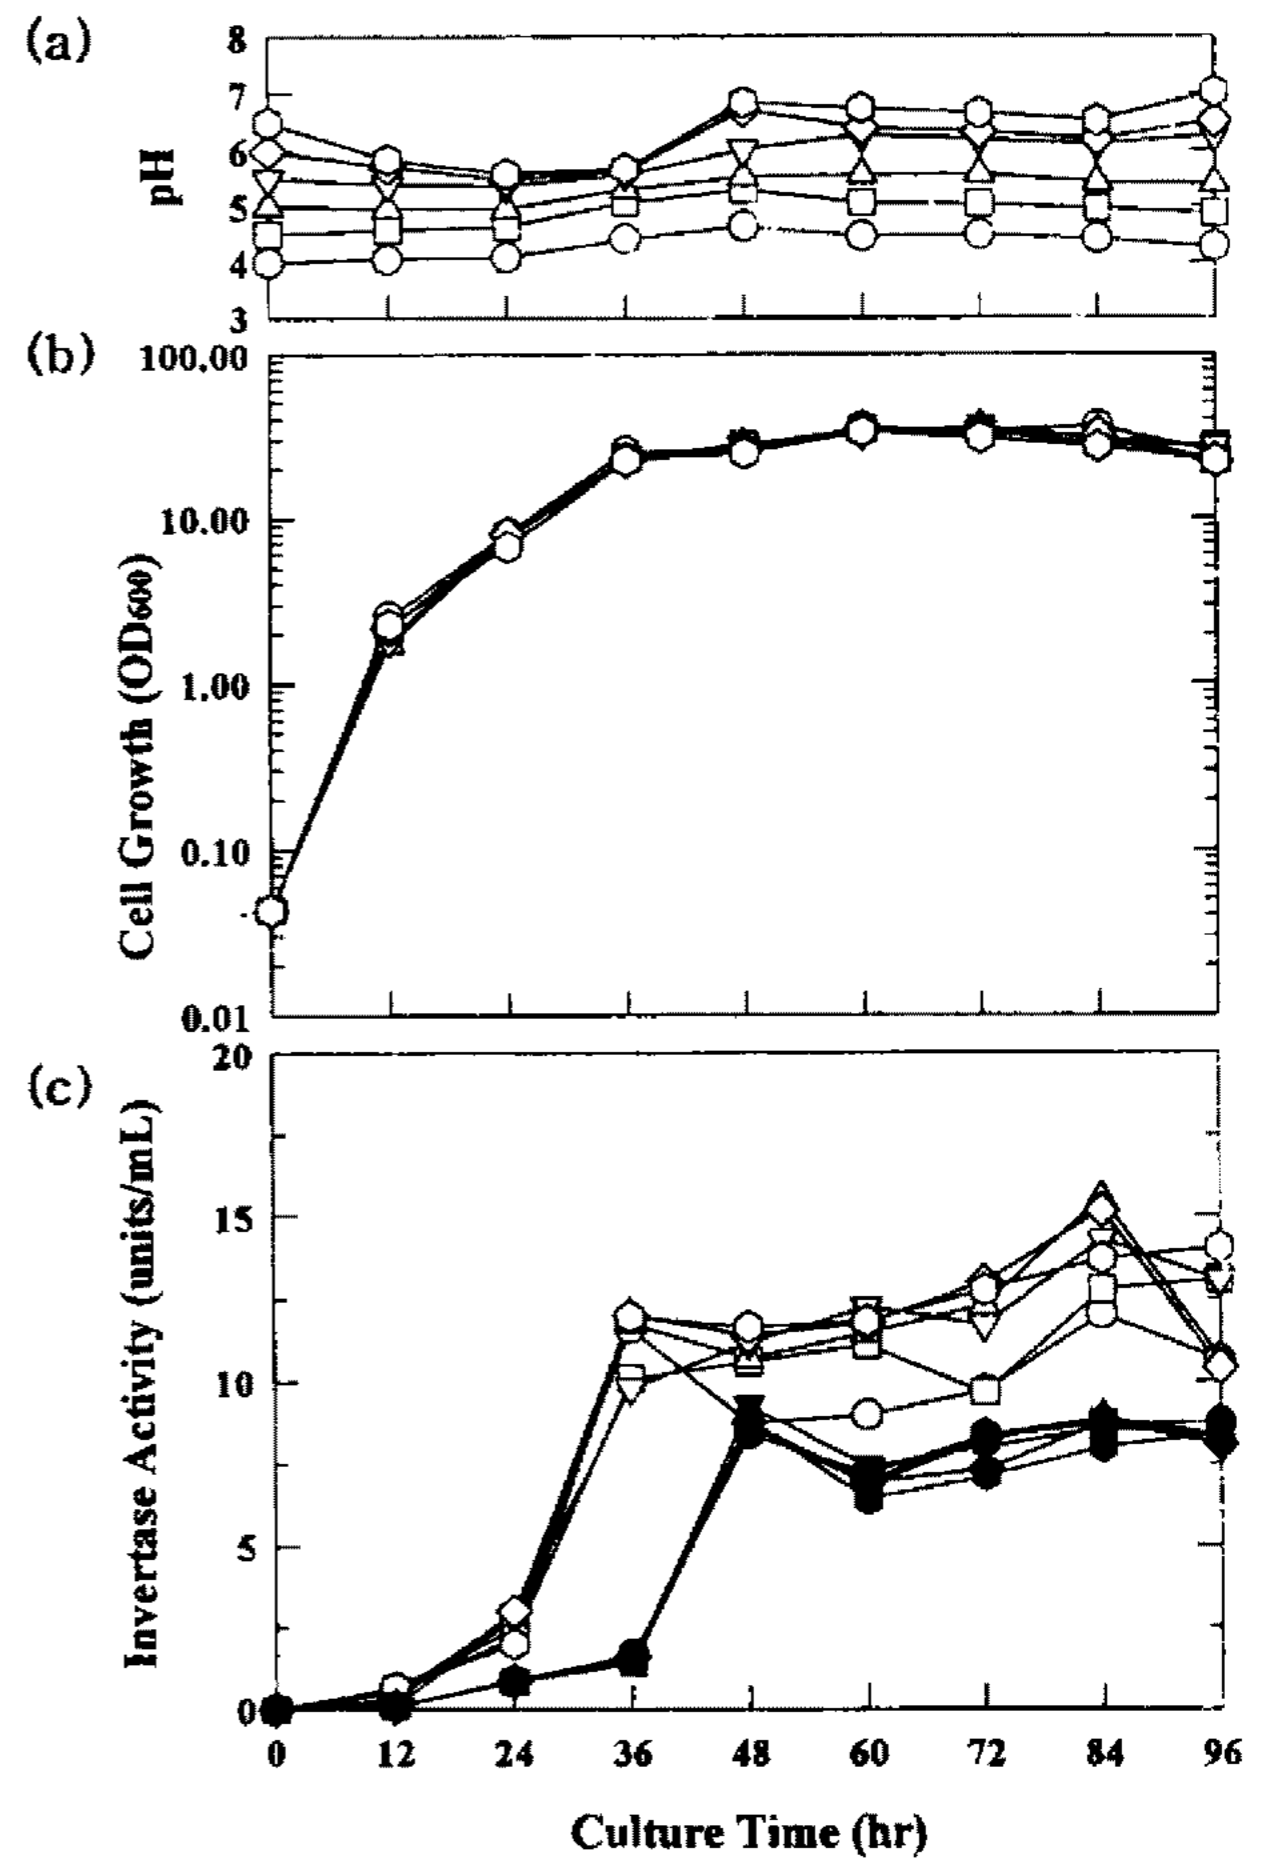 (a)
8
7
6
5
4
3
pH
(b)
100.00
10.00
1.00
0.10
0.01
Cell Growth (OD600)
(c)
20
15
10
5
0
Invertase Activity (units/mL)
0 12 24 36 48 60 72 84 96
Culture Time (hr)